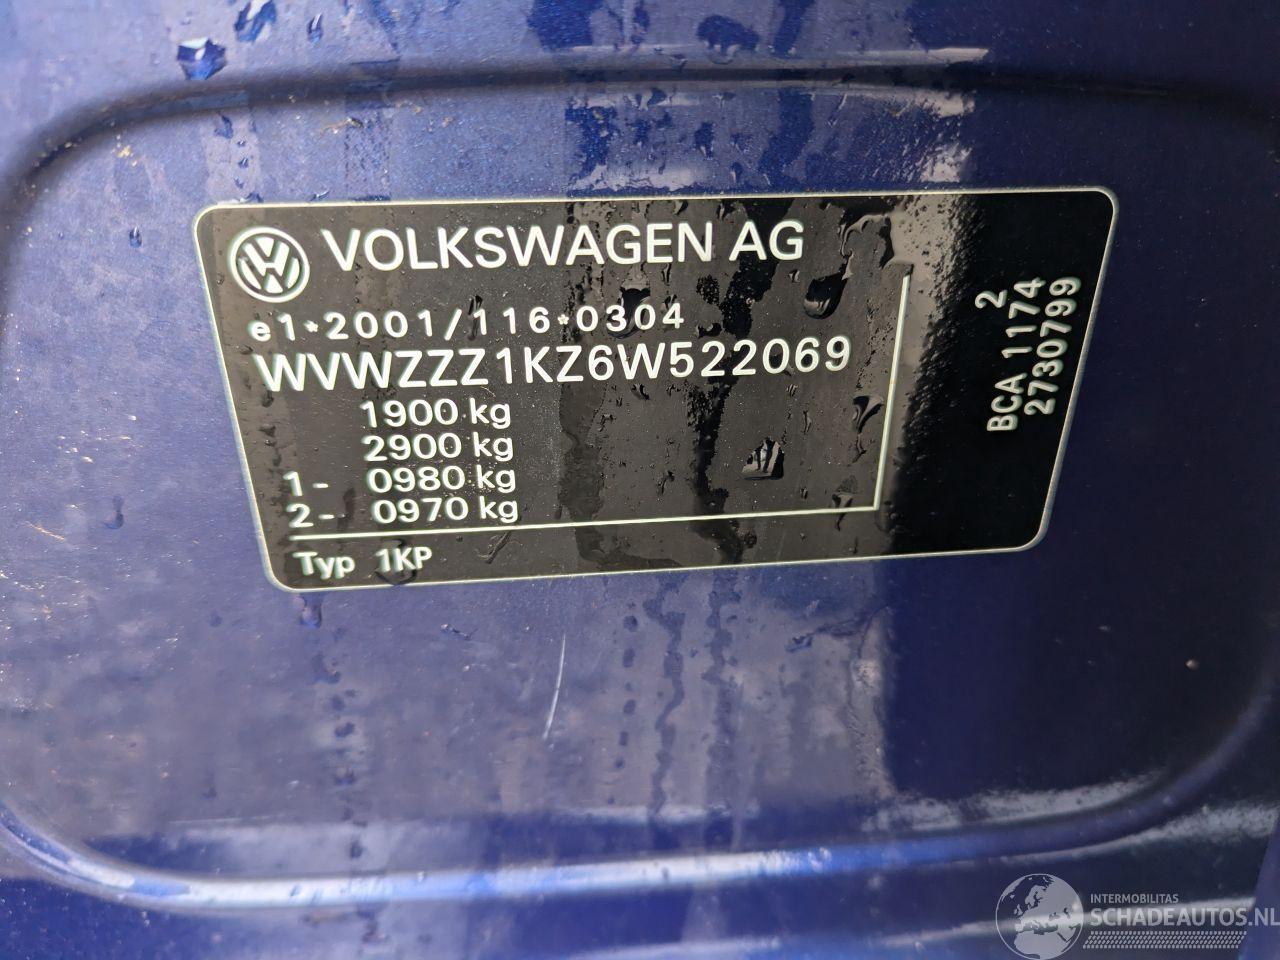 VOLKSWAGEN AG
e1*2001/116*0304
WVWZZZ1KZ6W522069
1900 kg
2900 kg
1- 0980 kg
2- 0970 kg
Typ 1KP
2
BCA 1174
2730799
INTERMOBILITAS
SCHADEAUTOS.NL